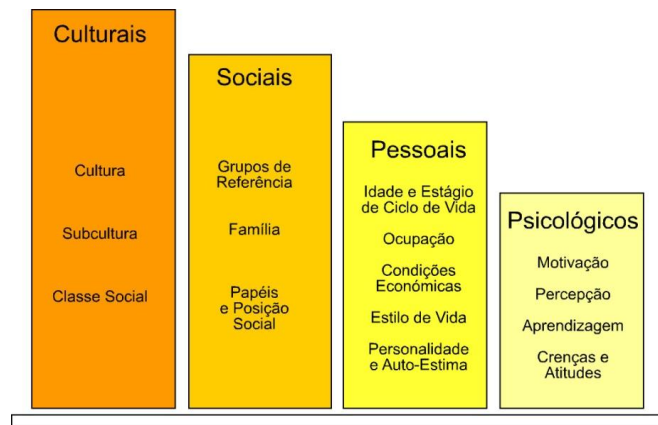 Culturais
Cultura
Subcultura
Classe Social
Sociais
Grupos de
Referência
Família
Papéis
e Posição
Social
Pessoais
Idade e Estágio
de Ciclo de Vida
Ocupação
Condições
Económicas
Estilo de Vida
Personalidade
e Auto-Estima
Psicológicos
Motivação
Percepção
Aprendizagem
Crenças e
Atitudes